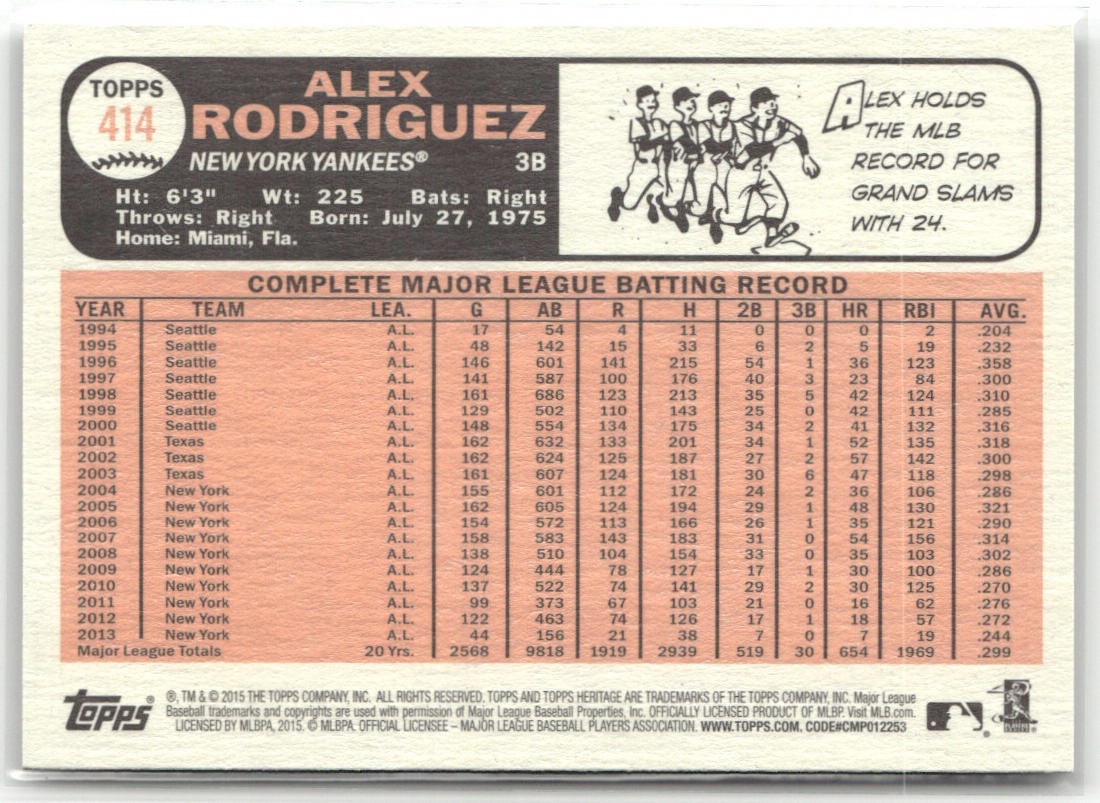 TOPPS
414
ALEX
RODRIGUEZ
NEW YORK YANKEES® 3B
Ht: 6'3" Wt: 225 Bats: Right
Throws: Right Born: July 27, 1975
Home: Miami, Fla.
ALEX HOLDS
THE MLB
RECORD FOR
GRAND SLAMS
WITH 24.
COMPLETE MAJOR LEAGUE BATTING RECORD
YEAR TEAM LEA. G AB R H 2B 3B HR RBI AVG.
1994 Seattle A.L. 17 54 4 11 0 0 0 2 .204
1995 Seattle A.L. 48 142 15 33 6 2 5 19 .232
1996 Seattle A.L. 146 601 141 215 54 1 36 123 .358
1997 Seattle A.L. 141 587 100 176 40 3 23 84 .300
1998 Seattle A.L. 161 686 123 213 35 5 42 124 .310
1999 Seattle A.L. 129 502 110 143 25 0 42 111 .285
2000 Seattle A.L. 148 554 134 175 34 2 41 132 .316
2001 Texas A.L. 162 632 133 201 34 1 52 135 .318
2002 Texas A.L. 162 624 125 187 27 2 57 142 .300
2003 Texas A.L. 161 607 124 181 30 6 47 118 .298
2004 New York A.L. 155 601 112 172 24 2 36 106 .286
2005 New York A.L. 162 605 124 194 29 1 48 130 .321
2006 New York A.L. 154 572 113 166 26 1 35 121 .290
2007 New York A.L. 158 583 143 183 31 0 54 156 .314
2008 New York A.L. 138 510 104 154 33 0 35 103 .302
2009 New York A.L. 124 444 78 127 17 1 30 100 .286
2010 New York A.L. 137 522 74 141 29 2 30 125 .270
2011 New York A.L. 99 373 67 103 21 0 16 62 .276
2012 New York A.L. 122 463 74 126 17 1 18 57 .272
2013 New York A.L. 44 156 21 38 7 0 7 19 .244
Major League Totals 20 Yrs. 2568 9818 1919 2939 519 30 654 1969 .299
topps®
®, TM & © 2015 THE TOPPS COMPANY, INC. ALL RIGHTS RESERVED. TOPPS AND TOPPS HERITAGE ARE TRADEMARKS OF THE TOPPS COMPANY, INC. Major League
Baseball trademarks and copyrights are used with permission of Major League Baseball Properties, Inc. OFFICIALLY LICENSED PRODUCT OF MLBP. Visit MLB.com.
LICENSED BY MLBPA, 2015. © MLBPA. OFFICIAL LICENSEE – MAJOR LEAGUE BASEBALL PLAYERS ASSOCIATION. WWW.TOPPS.COM. CODE#CMP012253